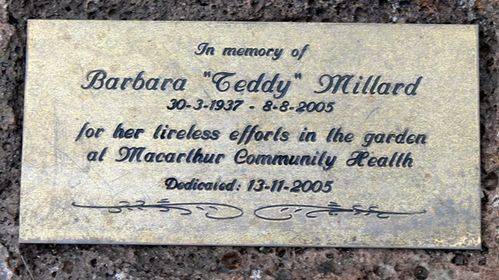 In memory of
Barbara "Teddy" Millard
30-3-1937 - 8-8-2005
for her tireless efforts in the garden
at Macarthur Community Health
Dedicated: 13-11-2005